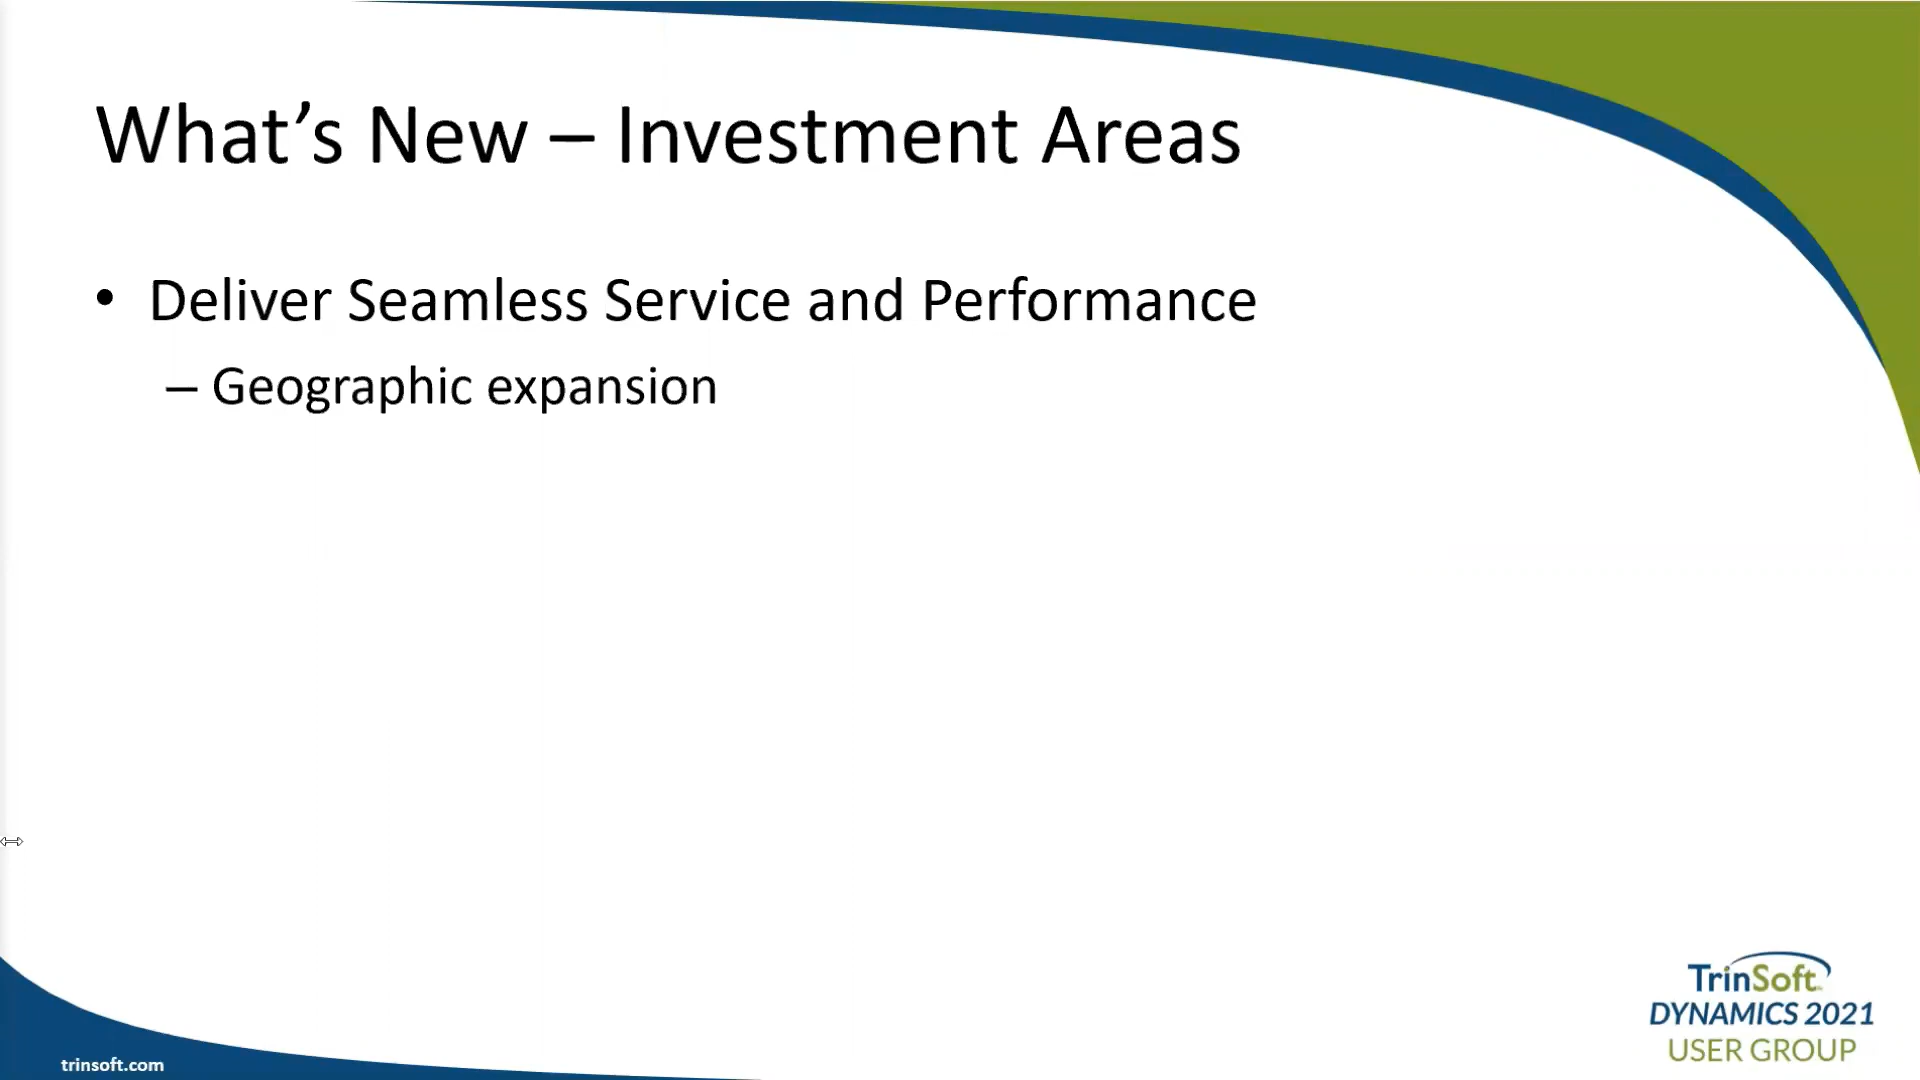 What’s New – Investment Areas
• Deliver Seamless Service and Performance
– Geographic expansion
TrinSoft
DYNAMICS 2021
USER GROUP
trinsoft.com